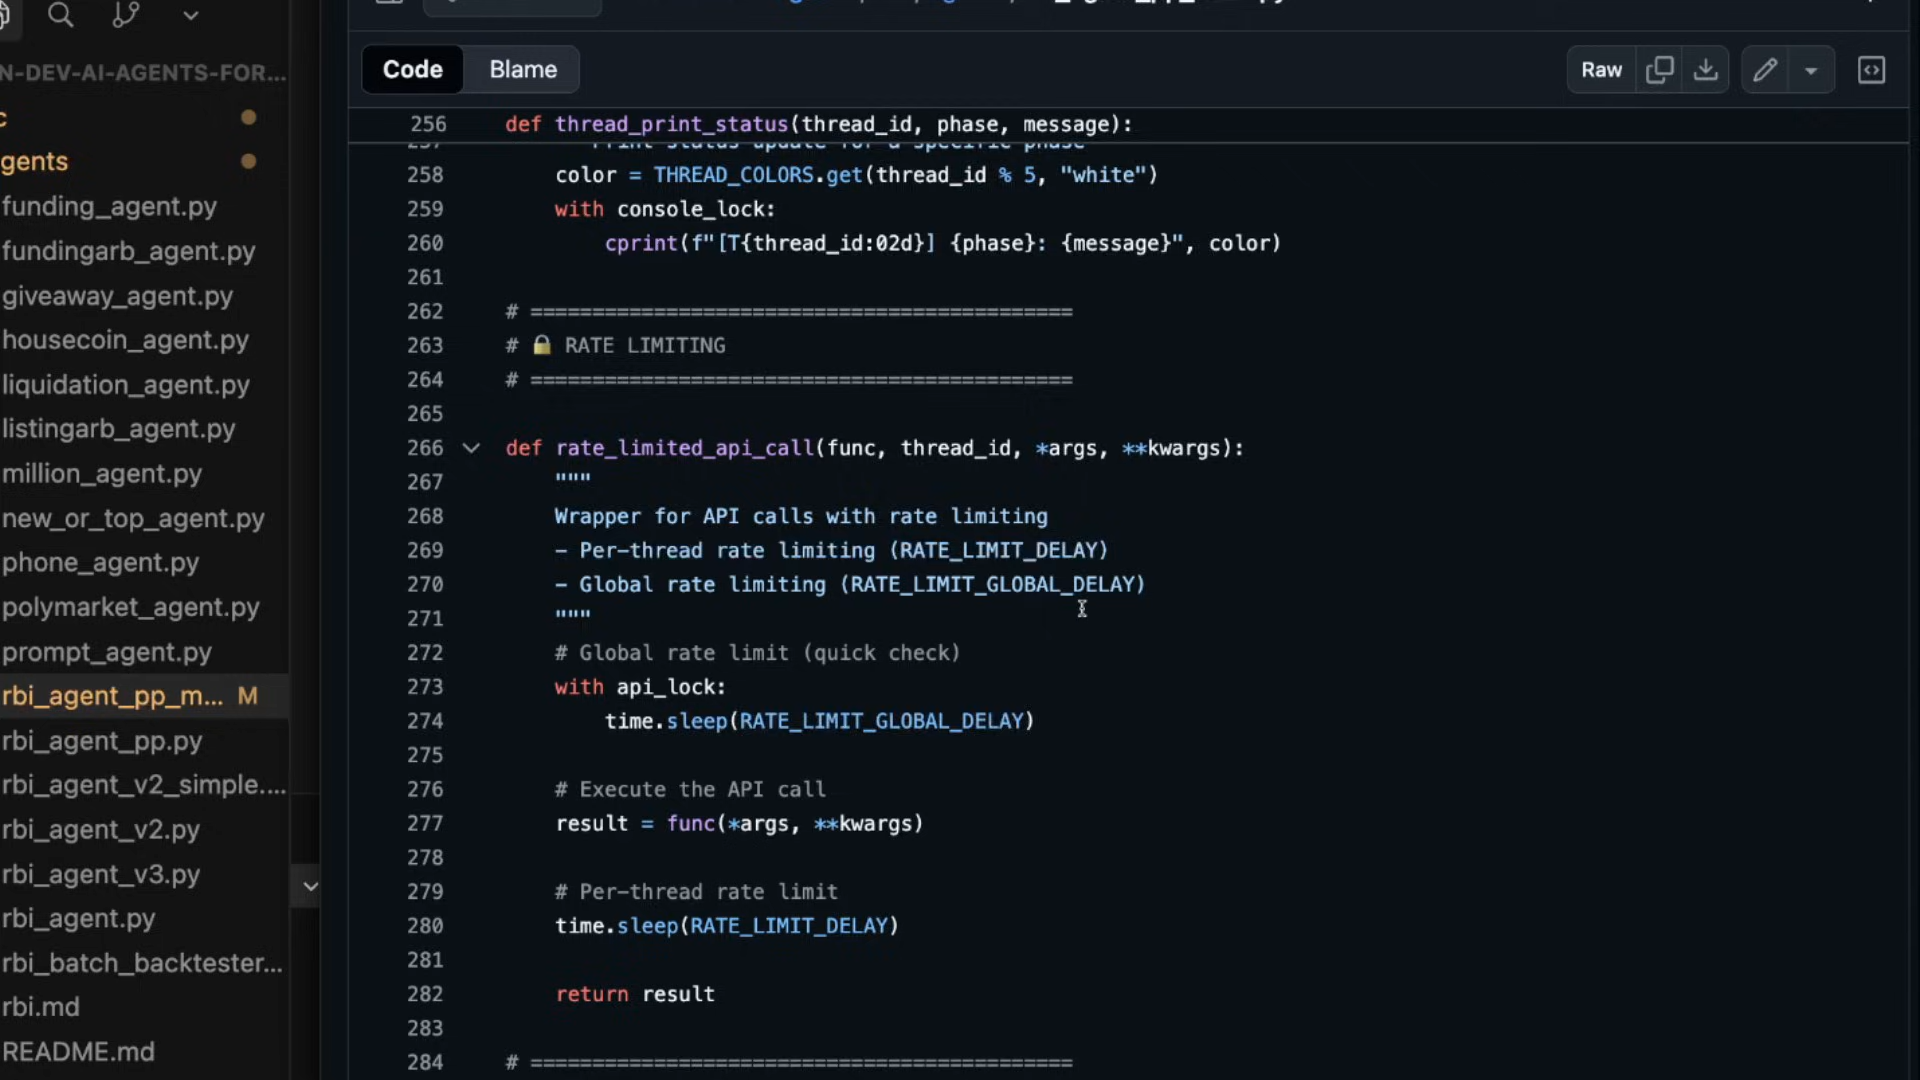 N-DEV-AI-AGENTS-FOR...
c
gents
funding_agent.py
fundingarb_agent.py
giveaway_agent.py
housecoin_agent.py
liquidation_agent.py
listingarb_agent.py
million_agent.py
new_or_top_agent.py
phone_agent.py
polymarket_agent.py
prompt_agent.py
rbi_agent_pp_m... M
rbi_agent_pp.py
rbi_agent_v2_simple....
rbi_agent_v2.py
rbi_agent_v3.py
rbi_agent.py
rbi_batch_backtester...
rbi.md
README.md
Code Blame Raw
256 def thread_print_status(thread_id, phase, message):
257 Print status update for a specific phase
258 color = THREAD_COLORS.get(thread_id % 5, "white")
259 with console_lock:
260 cprint(f"[T{thread_id:02d}] {phase}: {message}", color)
261
262 # ============================================
263 # 🔒 RATE LIMITING
264 # ============================================
265
266 def rate_limited_api_call(func, thread_id, *args, **kwargs):
267 """
268 Wrapper for API calls with rate limiting
269 - Per-thread rate limiting (RATE_LIMIT_DELAY)
270 - Global rate limiting (RATE_LIMIT_GLOBAL_DELAY)
271 """
272 # Global rate limit (quick check)
273 with api_lock:
274 time.sleep(RATE_LIMIT_GLOBAL_DELAY)
275
276 # Execute the API call
277 result = func(*args, **kwargs)
278
279 # Per-thread rate limit
280 time.sleep(RATE_LIMIT_DELAY)
281
282 return result
283
284 # ============================================